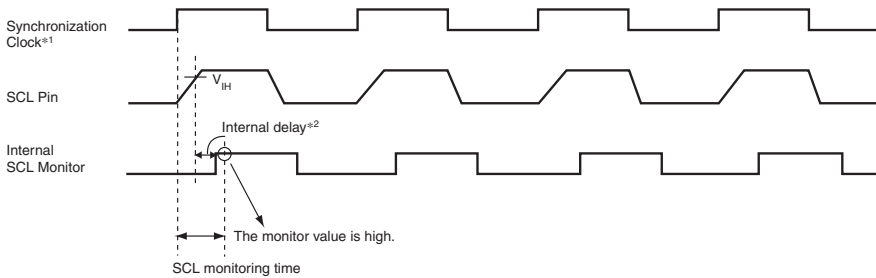 Synchronization
Clock*1
VIH
SCL Pin
Internal delay*2
Internal
SCL Monitor
The monitor value is high.
SCL monitoring time